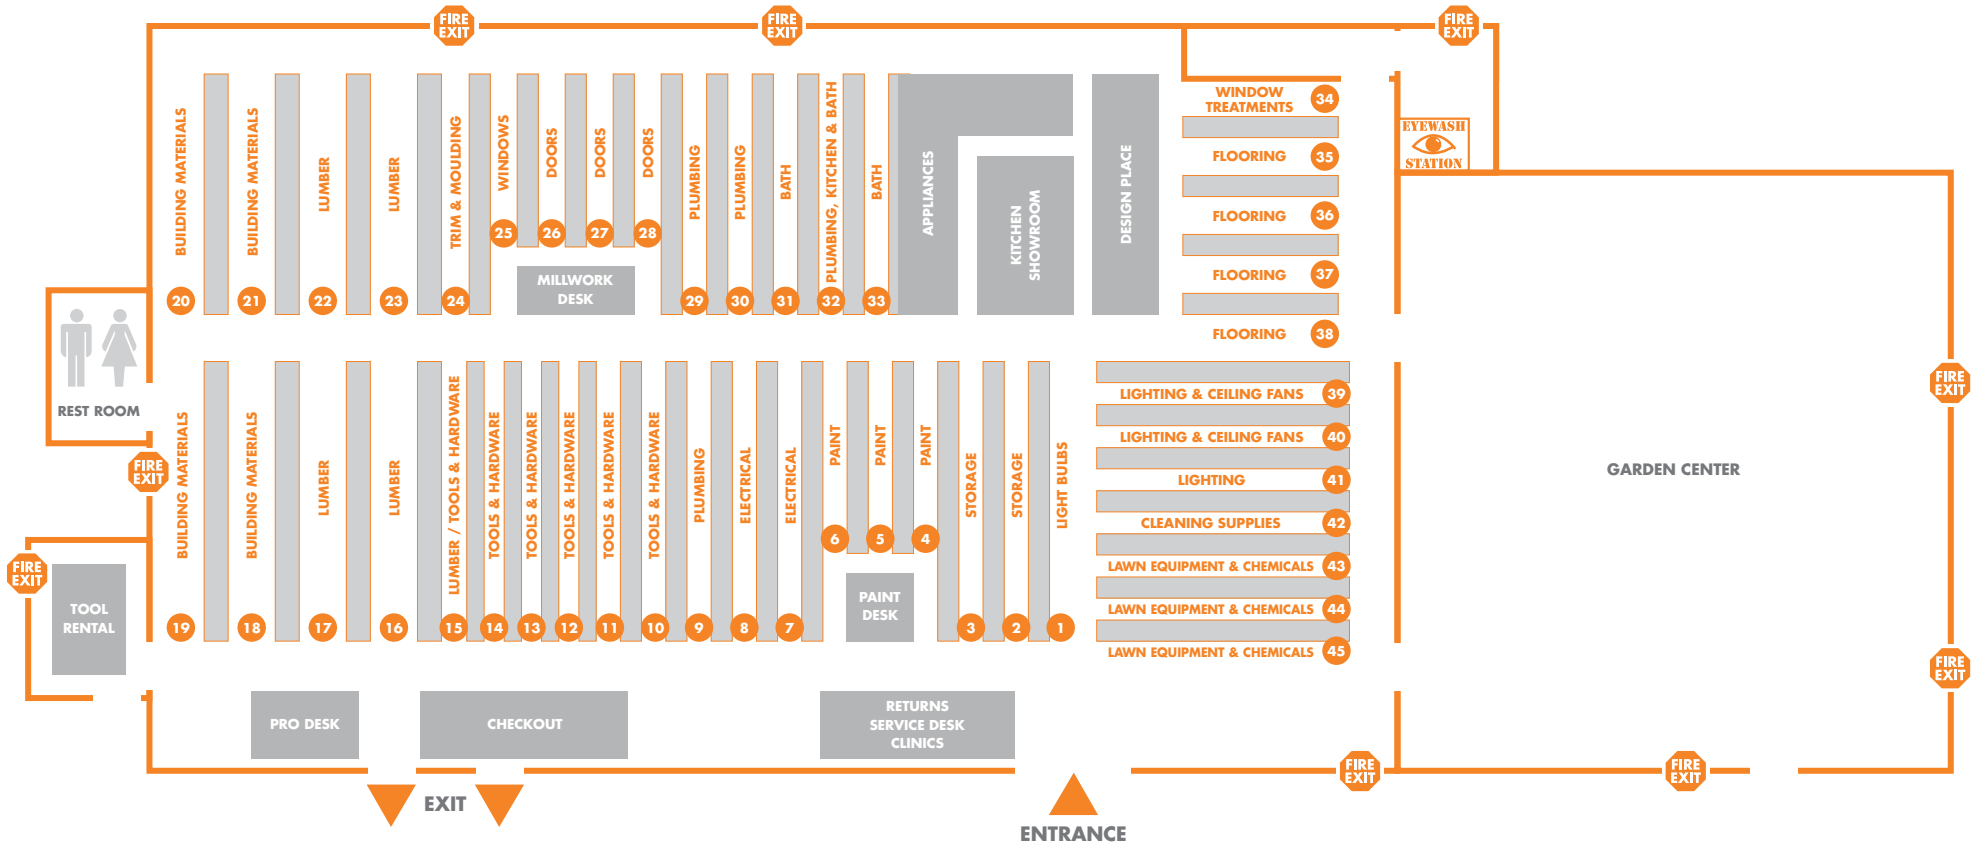 FIRE
EXIT
FIRE
EXIT
FIRE
EXIT
BUILDING MATERIALS
20
BUILDING MATERIALS
21
LUMBER
22
LUMBER
23
TRIM & MOULDING
24
WINDOWS
25
DOORS
26
DOORS
27
DOORS
28
MILLWORK
DESK
PLUMBING
29
PLUMBING
30
BATH
31
PLUMBING, KITCHEN & BATH
32
BATH
33
APPLIANCES
KITCHEN
SHOWROOM
DESIGN PLACE
WINDOW
TREATMENTS
34
FLOORING
35
FLOORING
36
FLOORING
37
FLOORING
38
EYEWASH
STATION
REST ROOM
FIRE
EXIT
FIRE
EXIT
TOOL
RENTAL
BUILDING MATERIALS
19
BUILDING MATERIALS
18
LUMBER
17
LUMBER
16
LUMBER / TOOLS & HARDWARE
15
TOOLS & HARDWARE
14
TOOLS & HARDWARE
13
TOOLS & HARDWARE
12
TOOLS & HARDWARE
11
TOOLS & HARDWARE
10
PLUMBING
9
ELECTRICAL
8
ELECTRICAL
7
PAINT
6
PAINT
5
PAINT
4
PAINT
DESK
STORAGE
3
STORAGE
2
LIGHT BULBS
1
LIGHTING & CEILING FANS
39
LIGHTING & CEILING FANS
40
LIGHTING
41
CLEANING SUPPLIES
42
LAWN EQUIPMENT & CHEMICALS
43
LAWN EQUIPMENT & CHEMICALS
44
LAWN EQUIPMENT & CHEMICALS
45
GARDEN CENTER
FIRE
EXIT
FIRE
EXIT
PRO DESK
CHECKOUT
RETURNS
SERVICE DESK
CLINICS
FIRE
EXIT
FIRE
EXIT
EXIT
ENTRANCE